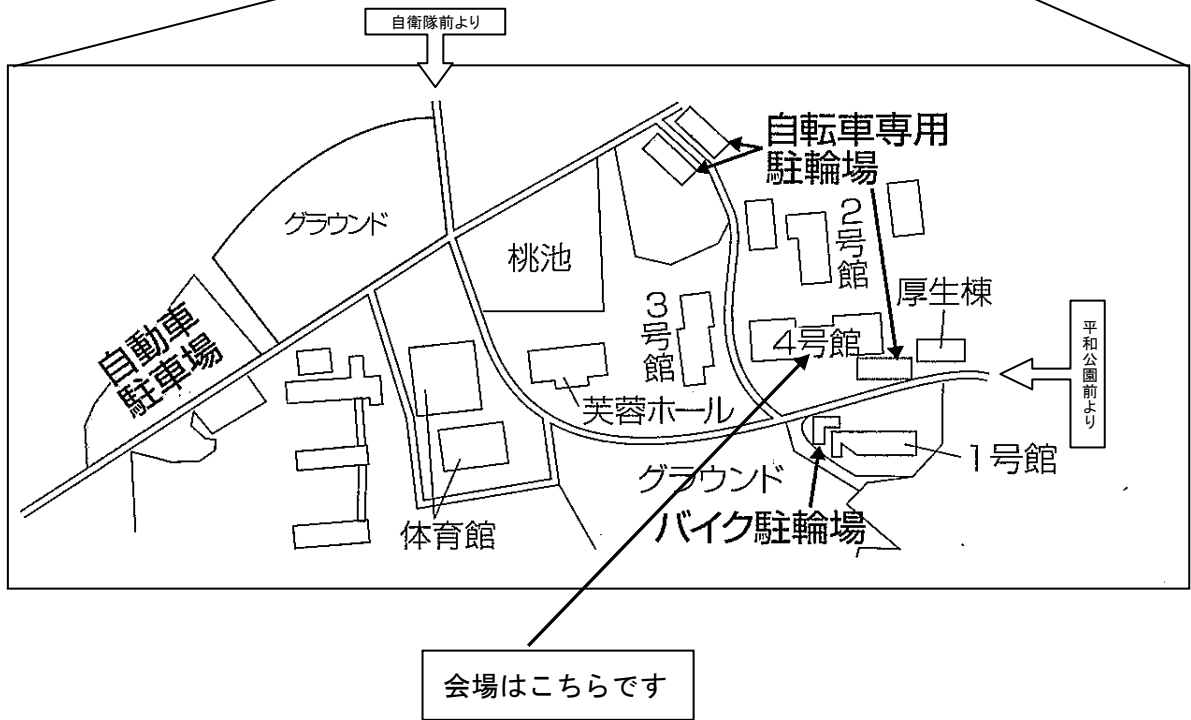 自衛隊前より
自転車専用
駐輪場
グラウンド
桃池
2号館
厚生棟
3号館
4号館
自動車
駐車場
平和公園前より
芙蓉ホール
1号館
グラウンド
バイク駐輪場
体育館
会場はこちらです